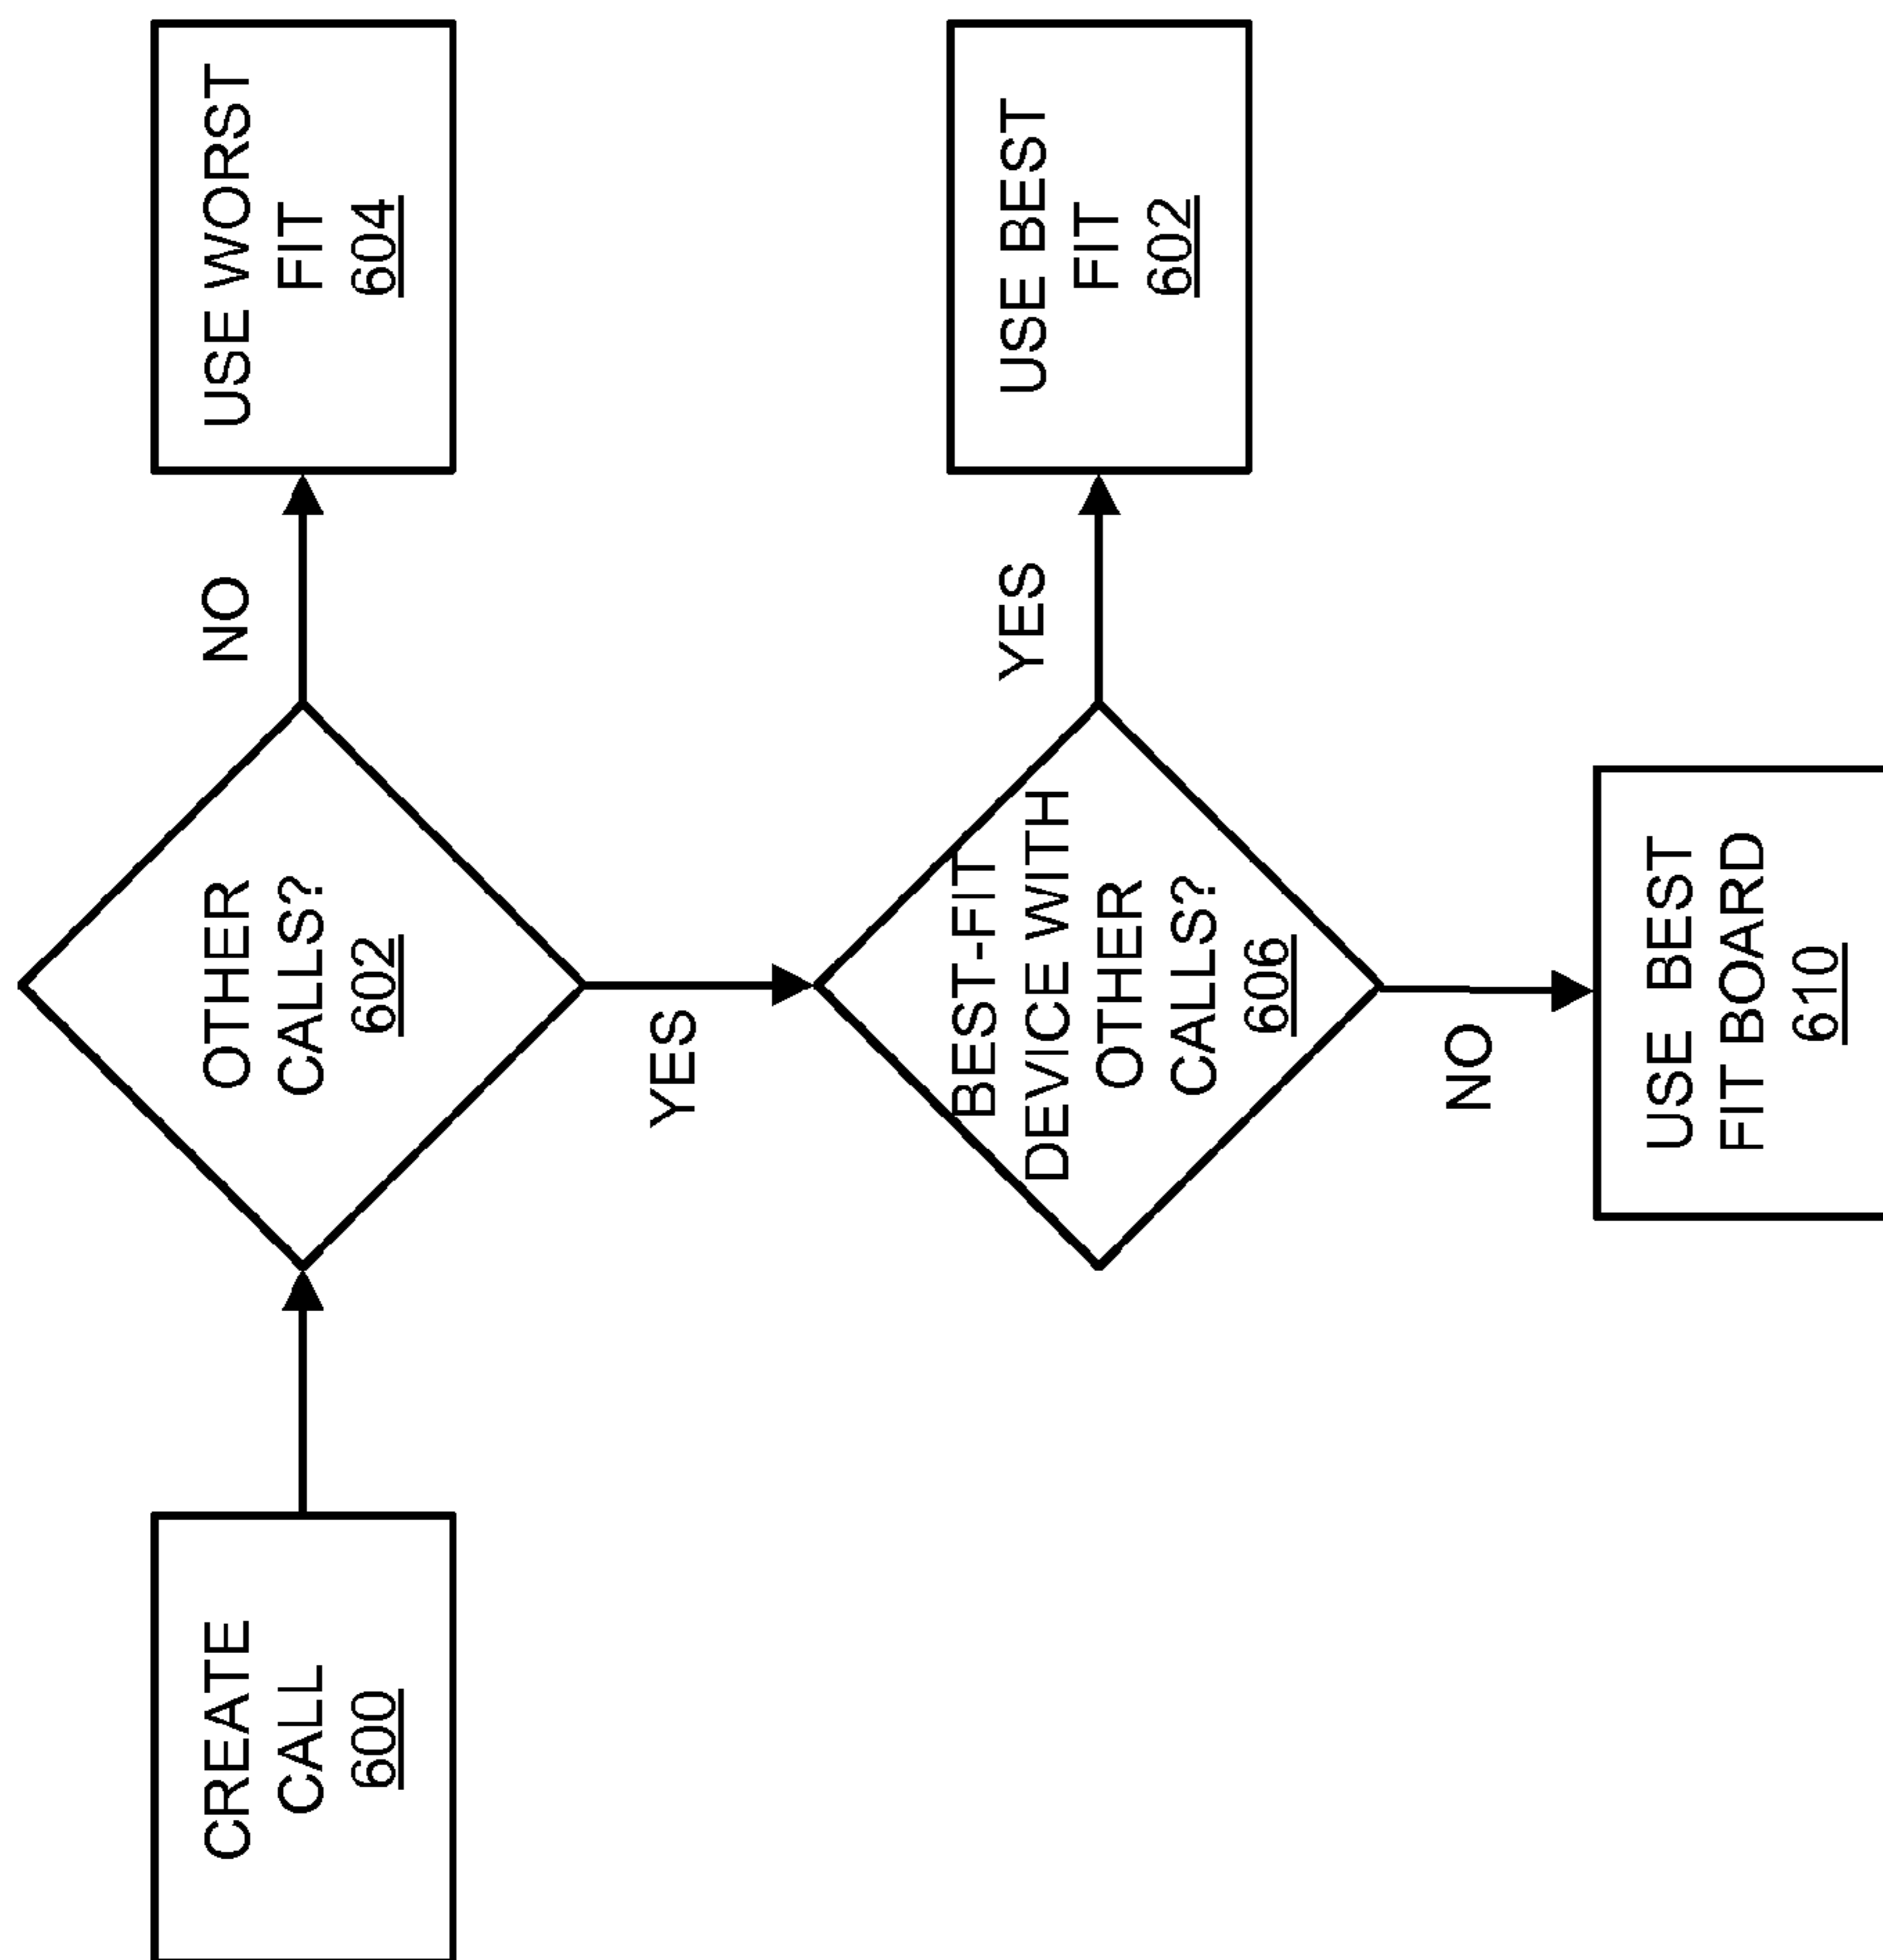 CREATE
CALL
600
OTHER
CALLS?
602
NO
USE WORST
FIT
604
YES
BEST-FIT
DEVICE WITH
OTHER
CALLS?
606
YES
USE BEST
FIT
602
NO
USE BEST
FIT BOARD
610